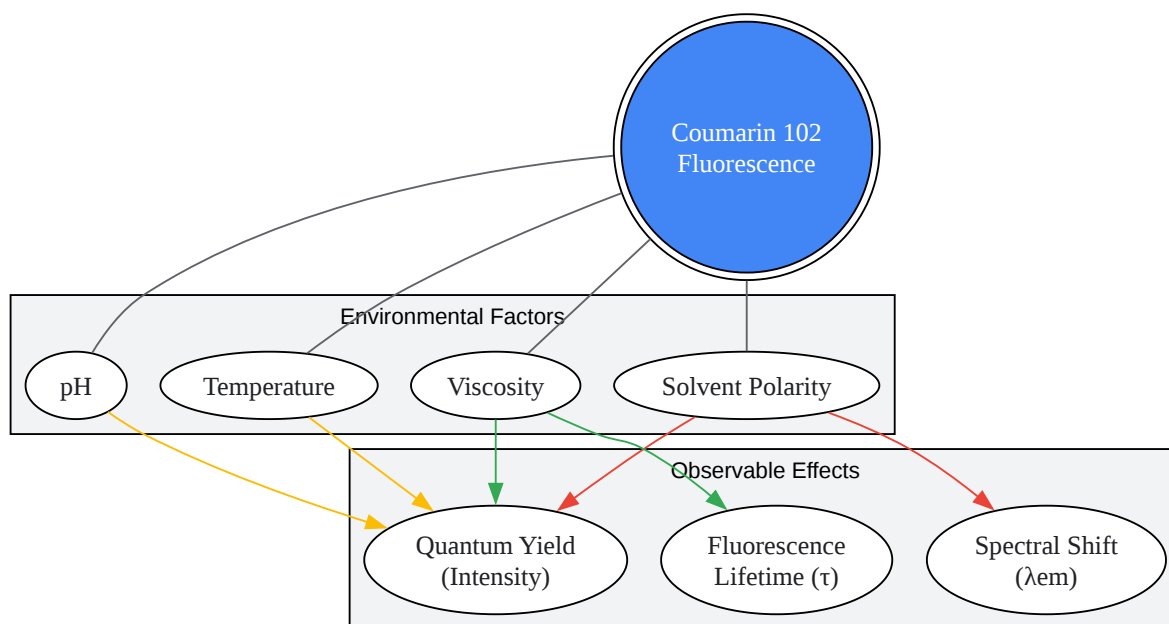 Coumarin 102
Fluorescence
Environmental Factors
pH
Temperature
Viscosity
Solvent Polarity
Observable Effects
Quantum Yield
(Intensity)
Fluorescence
Lifetime (τ)
Spectral Shift
(λem)